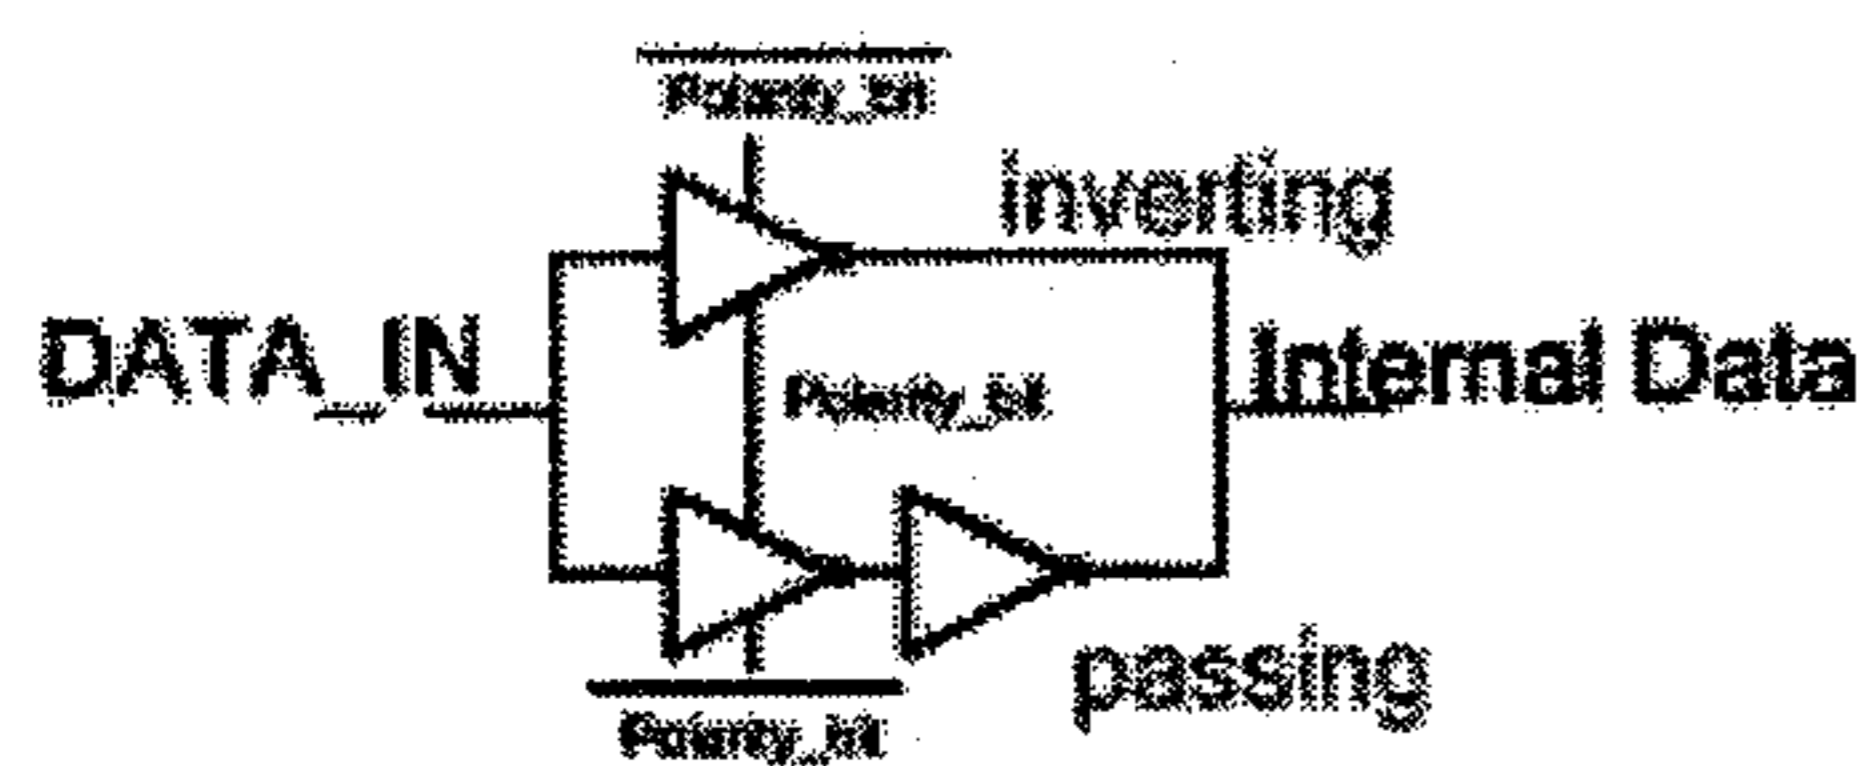 Polarity_bit
inverting
DATA_IN
Polarity_bit
Internal Data
passing
Polarity_bit